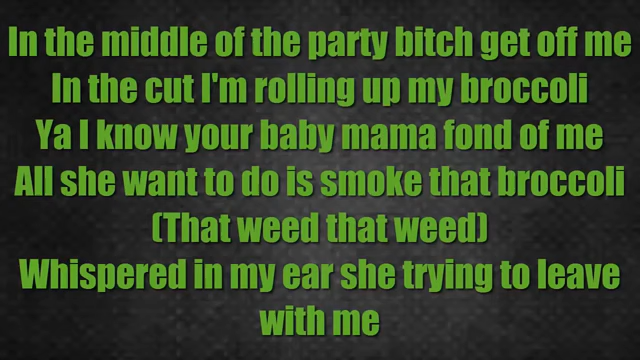 In the middle of the party bitch get off me
In the cut I'm rolling up my broccoli
Ya I know your baby mama fond of me
All she want to do is smoke that broccoli
(That weed that weed)
Whispered in my ear she trying to leave
with me